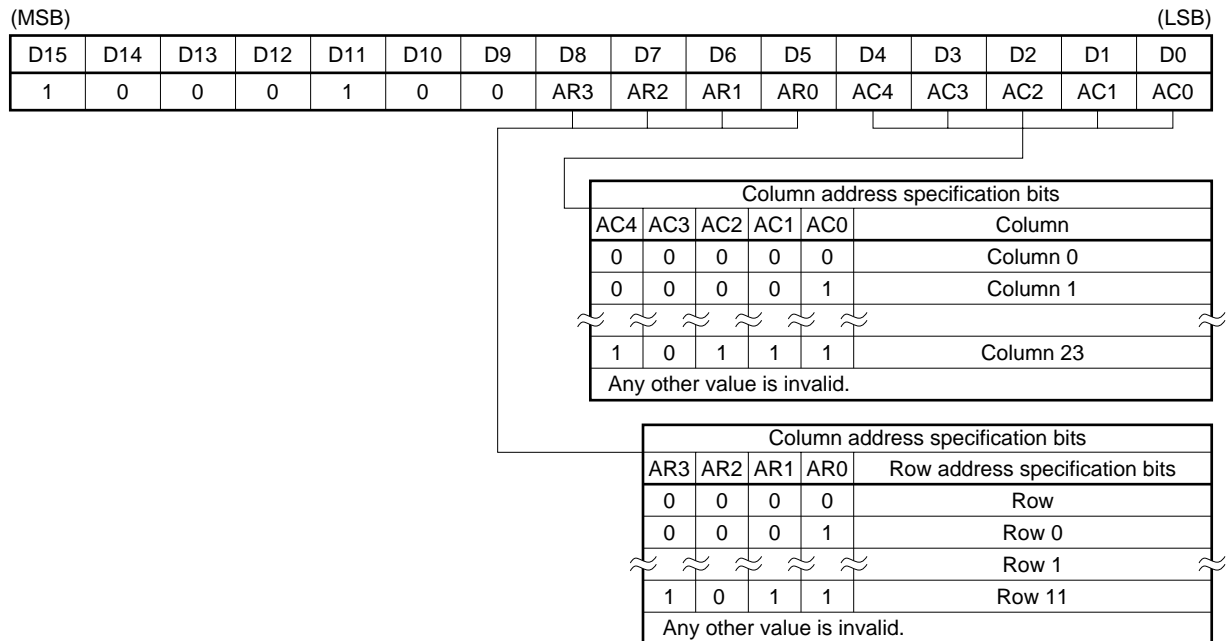 (MSB) (LSB)
D15 D14 D13 D12 D11 D10 D9 D8 D7 D6 D5 D4 D3 D2 D1 D0
1 0 0 0 1 0 0 AR3 AR2 AR1 AR0 AC4 AC3 AC2 AC1 AC0
Column address specification bits
AC4 AC3 AC2 AC1 AC0 Column
0 0 0 0 0 Column 0
0 0 0 0 1 Column 1
1 0 1 1 1 Column 23
Any other value is invalid.
Column address specification bits
AR3 AR2 AR1 AR0 Row address specification bits
0 0 0 0 Row
0 0 0 1 Row 0
Row 1
1 0 1 1 Row 11
Any other value is invalid.